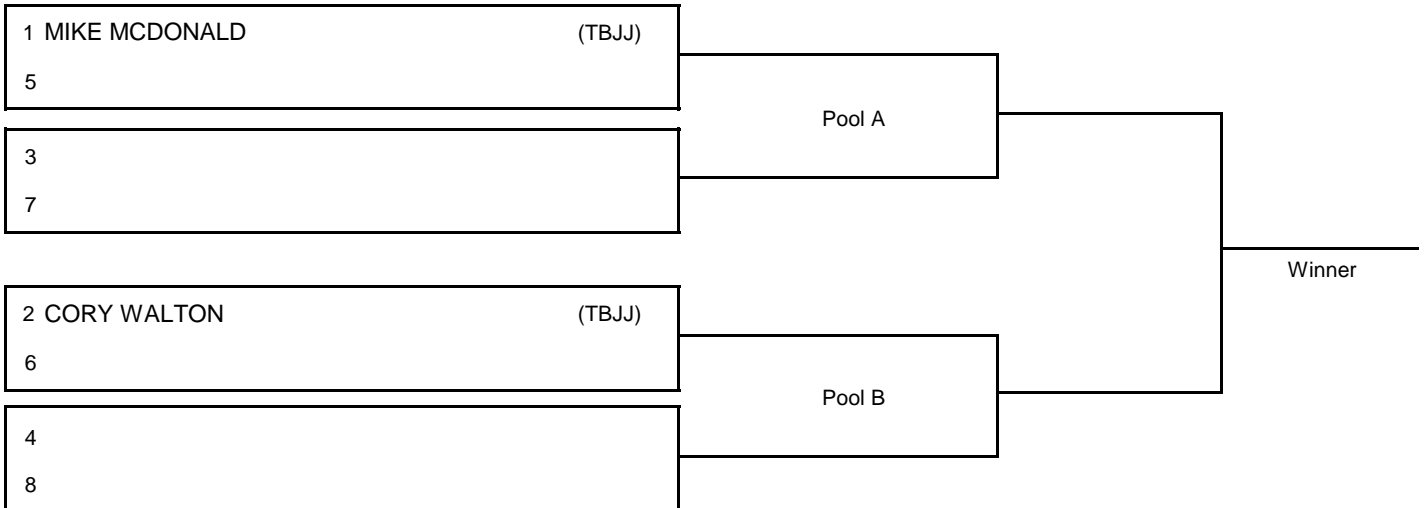 1 MIKE MCDONALD (TBJJ)
5
Pool A
3
7
Winner
2 CORY WALTON (TBJJ)
6
Pool B
4
8